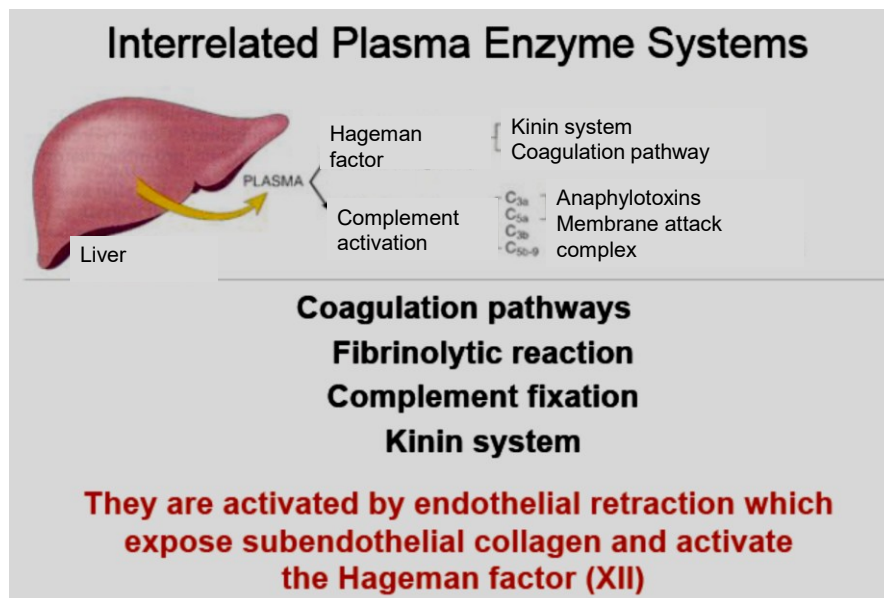 Interrelated Plasma Enzyme Systems
Hageman
factor
Kinin system
Coagulation pathway
PLASMA
Complement
activation
C3a
C5a
C3b
C5b-9
Anaphylotoxins
Membrane attack
complex
Liver
Coagulation pathways
Fibrinolytic reaction
Complement fixation
Kinin system
They are activated by endothelial retraction which
expose subendothelial collagen and activate
the Hageman factor (XII)